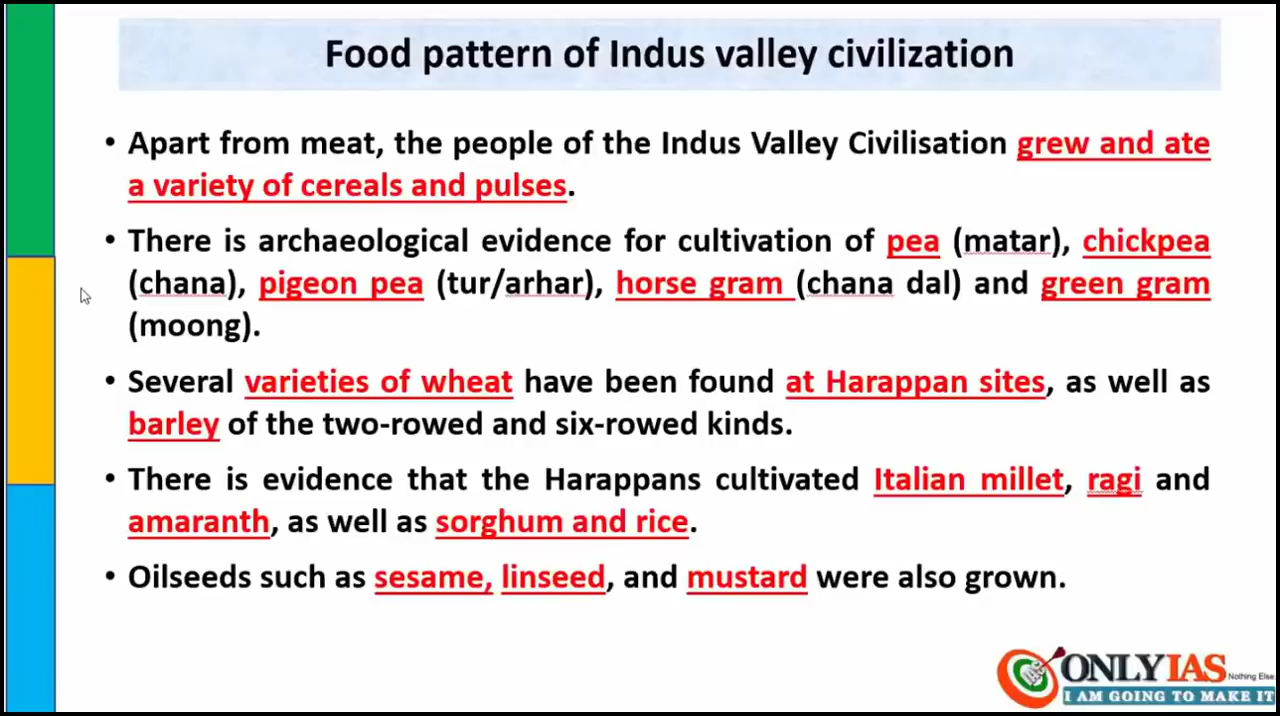 Food pattern of Indus valley civilization
• Apart from meat, the people of the Indus Valley Civilisation grew and ate
a variety of cereals and pulses.
• There is archaeological evidence for cultivation of pea (matar), chickpea
(chana), pigeon pea (tur/arhar), horse gram (chana dal) and green gram
(moong).
• Several varieties of wheat have been found at Harappan sites, as well as
barley of the two-rowed and six-rowed kinds.
• There is evidence that the Harappans cultivated Italian millet, ragi and
amaranth, as well as sorghum and rice.
• Oilseeds such as sesame, linseed, and mustard were also grown.
ONLYIAS
Nothing Else
I AM GOING TO MAKE IT